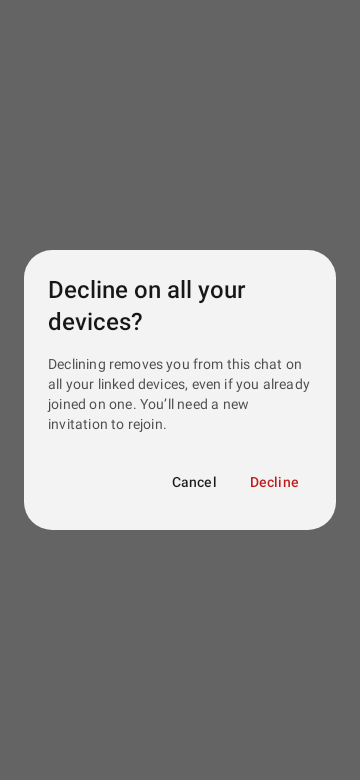 Decline on all your
devices?
Declining removes you from this chat on
all your linked devices, even if you already
joined on one. You’ll need a new
invitation to rejoin.
Cancel
Decline